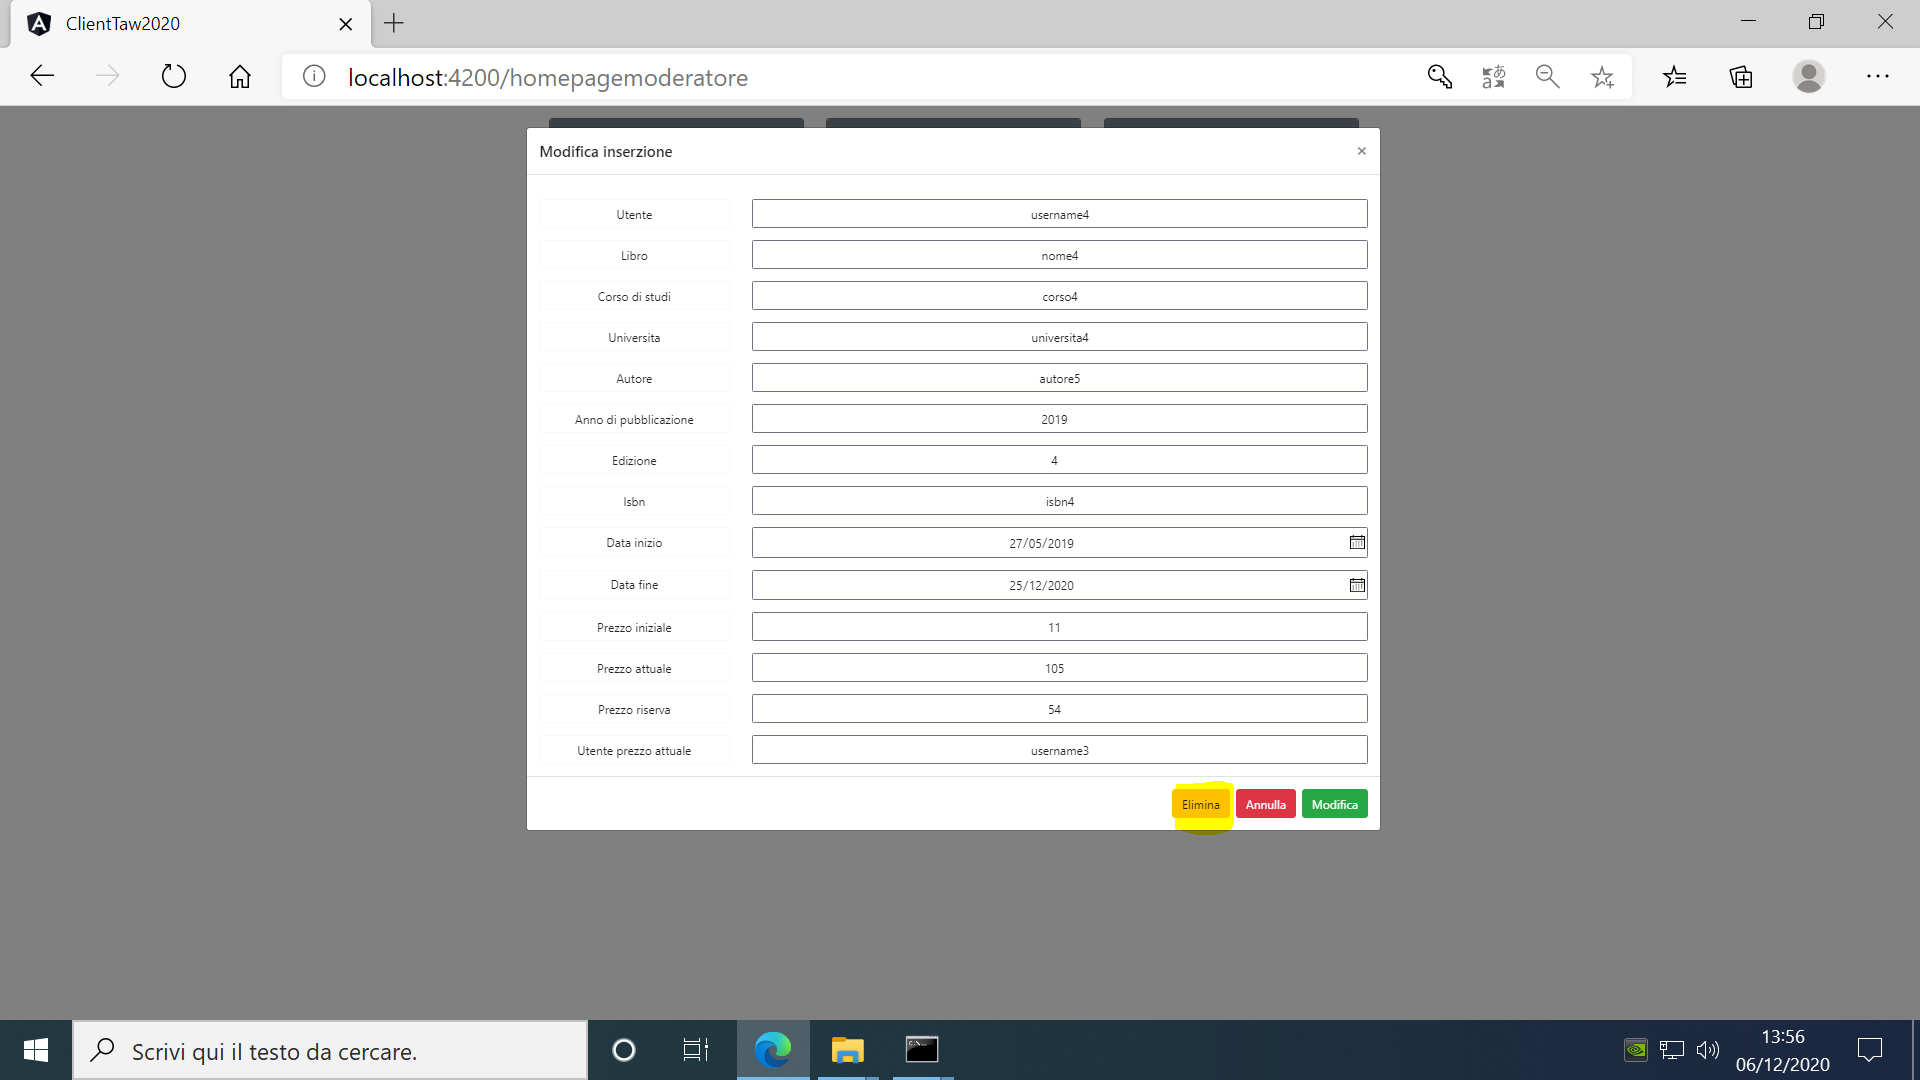 ClientTaw2020
localhost:4200/homepagemoderatore
Modifica inserzione ×
Utente username4
Libro nome4
Corso di studi corso4
Universita universita4
Autore autore5
Anno di pubblicazione 2019
Edizione 4
Isbn isbn4
Data inizio 27/05/2019
Data fine 25/12/2020
Prezzo iniziale 11
Prezzo attuale 105
Prezzo riserva 54
Utente prezzo attuale username3
Elimina Annulla Modifica
Scrivi qui il testo da cercare.
13:56
06/12/2020